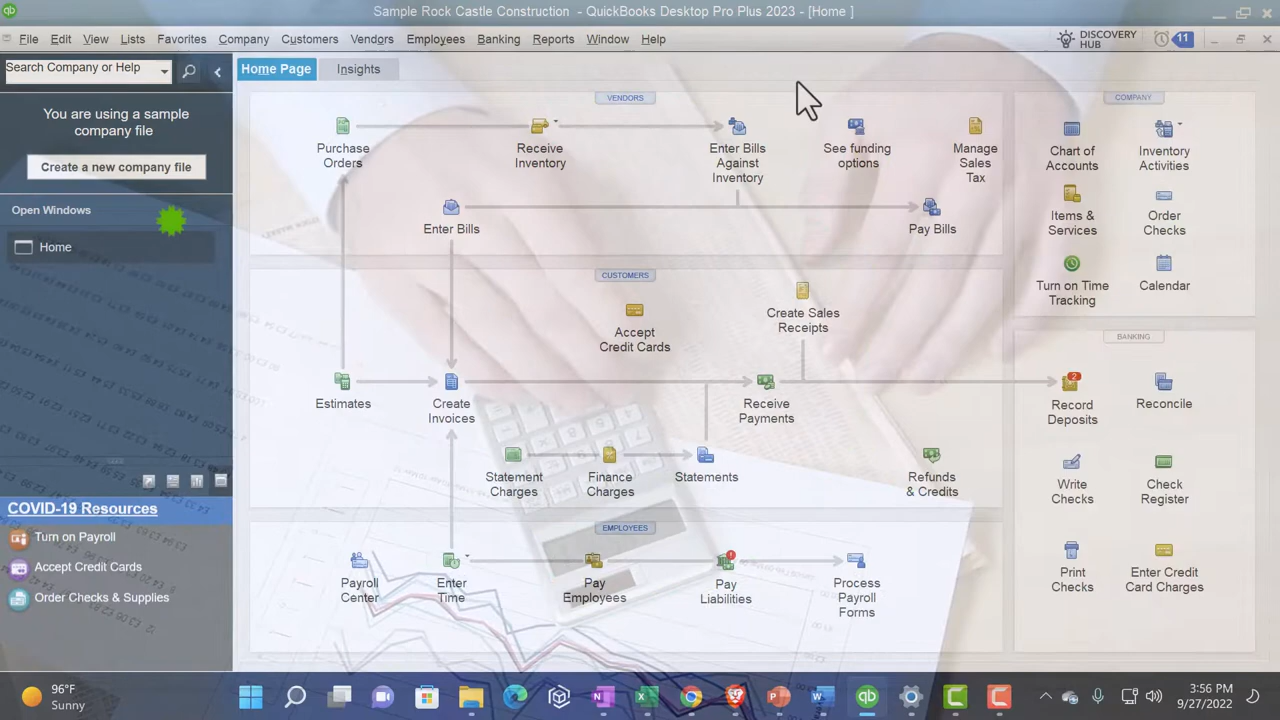 Sample Rock Castle Construction - QuickBooks Desktop Pro Plus 2023 - [Home ]
File Edit View Lists Favorites Company Customers Vendors Employees Banking Reports Window Help
DISCOVERY
HUB
11
Search Company or Help
Home Page Insights
You are using a sample
company file
Create a new company file
Open Windows
Home
COVID-19 Resources
Turn on Payroll
Accept Credit Cards
Order Checks & Supplies
VENDORS
Purchase
Orders
Receive
Inventory
Enter Bills
Against
Inventory
See funding
options
Manage
Sales
Tax
Enter Bills
Pay Bills
CUSTOMERS
Accept
Credit Cards
Create Sales
Receipts
Estimates
Create
Invoices
Receive
Payments
Statement
Charges
Finance
Charges
Statements
Refunds
& Credits
EMPLOYEES
Payroll
Center
Enter
Time
Pay
Employees
Pay
Liabilities
Process
Payroll
Forms
COMPANY
Chart of
Accounts
Inventory
Activities
Items &
Services
Order
Checks
Turn on Time
Tracking
Calendar
BANKING
2
Record
Deposits
Reconcile
Write
Checks
Check
Register
Print
Checks
Enter Credit
Card Charges
96°F
Sunny
3:56 PM
9/27/2022